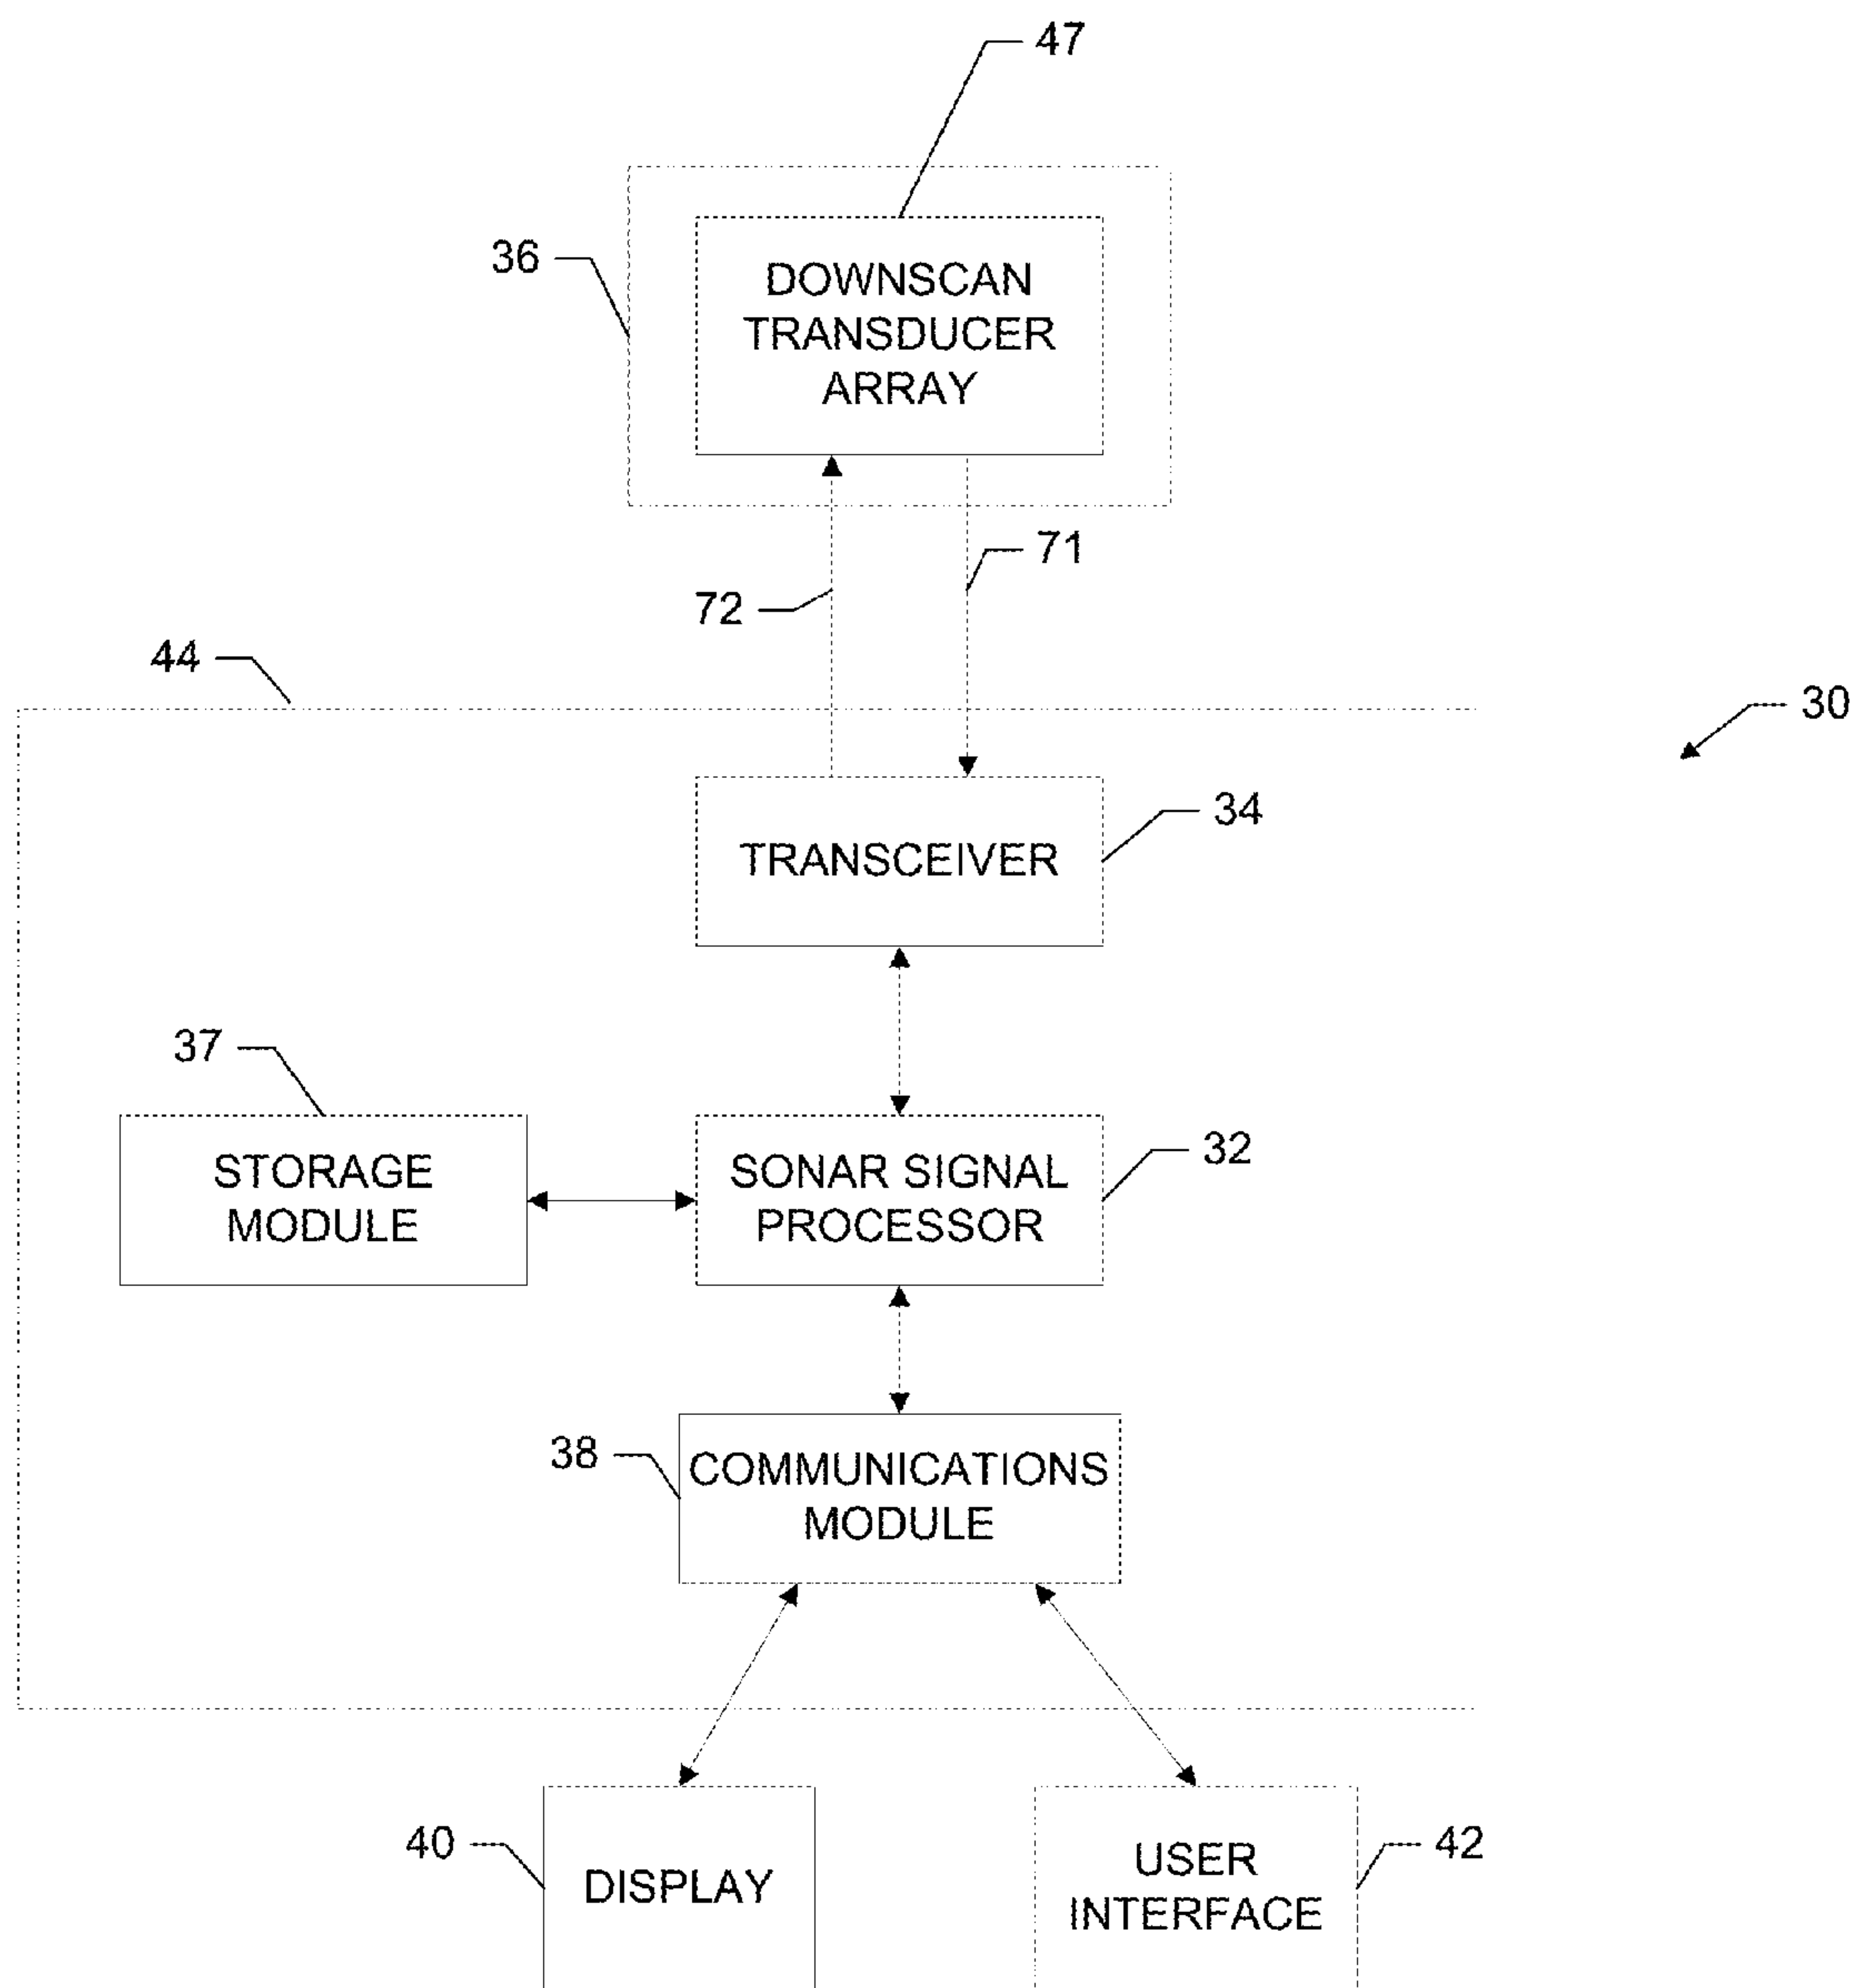 47
36
DOWNSCAN
TRANSDUCER
ARRAY
71
72
44
30
34
TRANSCEIVER
37
32
STORAGE
MODULE
SONAR SIGNAL
PROCESSOR
38
COMMUNICATIONS
MODULE
40
DISPLAY
USER
INTERFACE
42